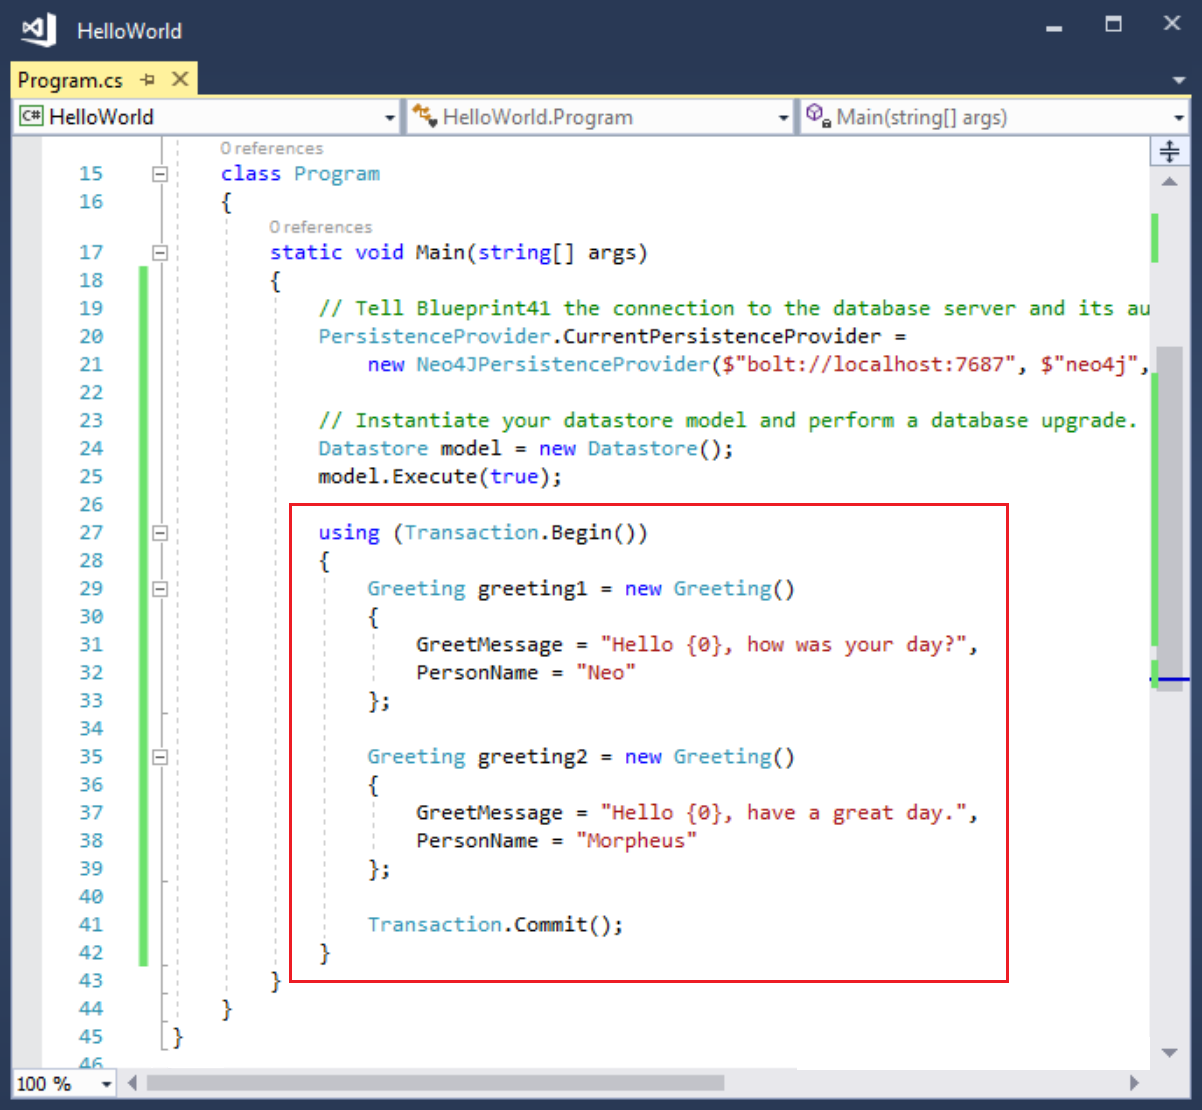 HelloWorld
Program.cs
C# HelloWorld HelloWorld.Program Main(string[] args)
0 references
15 class Program
16 {
0 references
17 static void Main(string[] args)
18 {
19 // Tell Blueprint41 the connection to the database server and its au
20 PersistenceProvider.CurrentPersistenceProvider =
21 new Neo4JPersistenceProvider($"bolt://localhost:7687", $"neo4j",
22
23 // Instantiate your datastore model and perform a database upgrade.
24 Datastore model = new Datastore();
25 model.Execute(true);
26
27 using (Transaction.Begin())
28 {
29 Greeting greeting1 = new Greeting()
30 {
31 GreetMessage = "Hello {0}, how was your day?",
32 PersonName = "Neo"
33 };
34
35 Greeting greeting2 = new Greeting()
36 {
37 GreetMessage = "Hello {0}, have a great day.",
38 PersonName = "Morpheus"
39 };
40
41 Transaction.Commit();
42 }
43 }
44 }
45 }
46
100 %